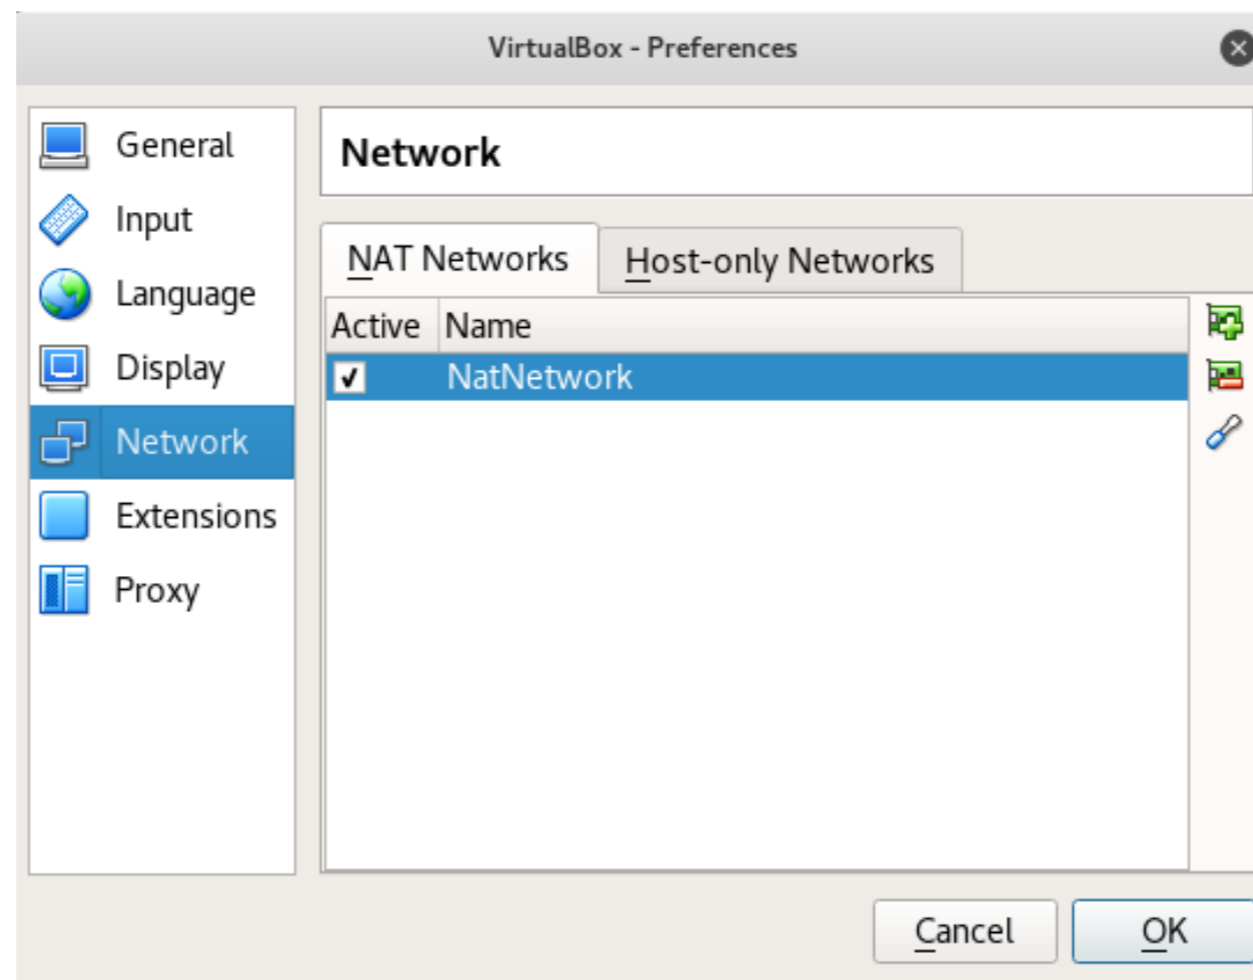 VirtualBox - Preferences
General
Input
Language
Display
Network
Extensions
Proxy
Network
NAT Networks
Host-only Networks
Active Name
NatNetwork
Cancel
OK